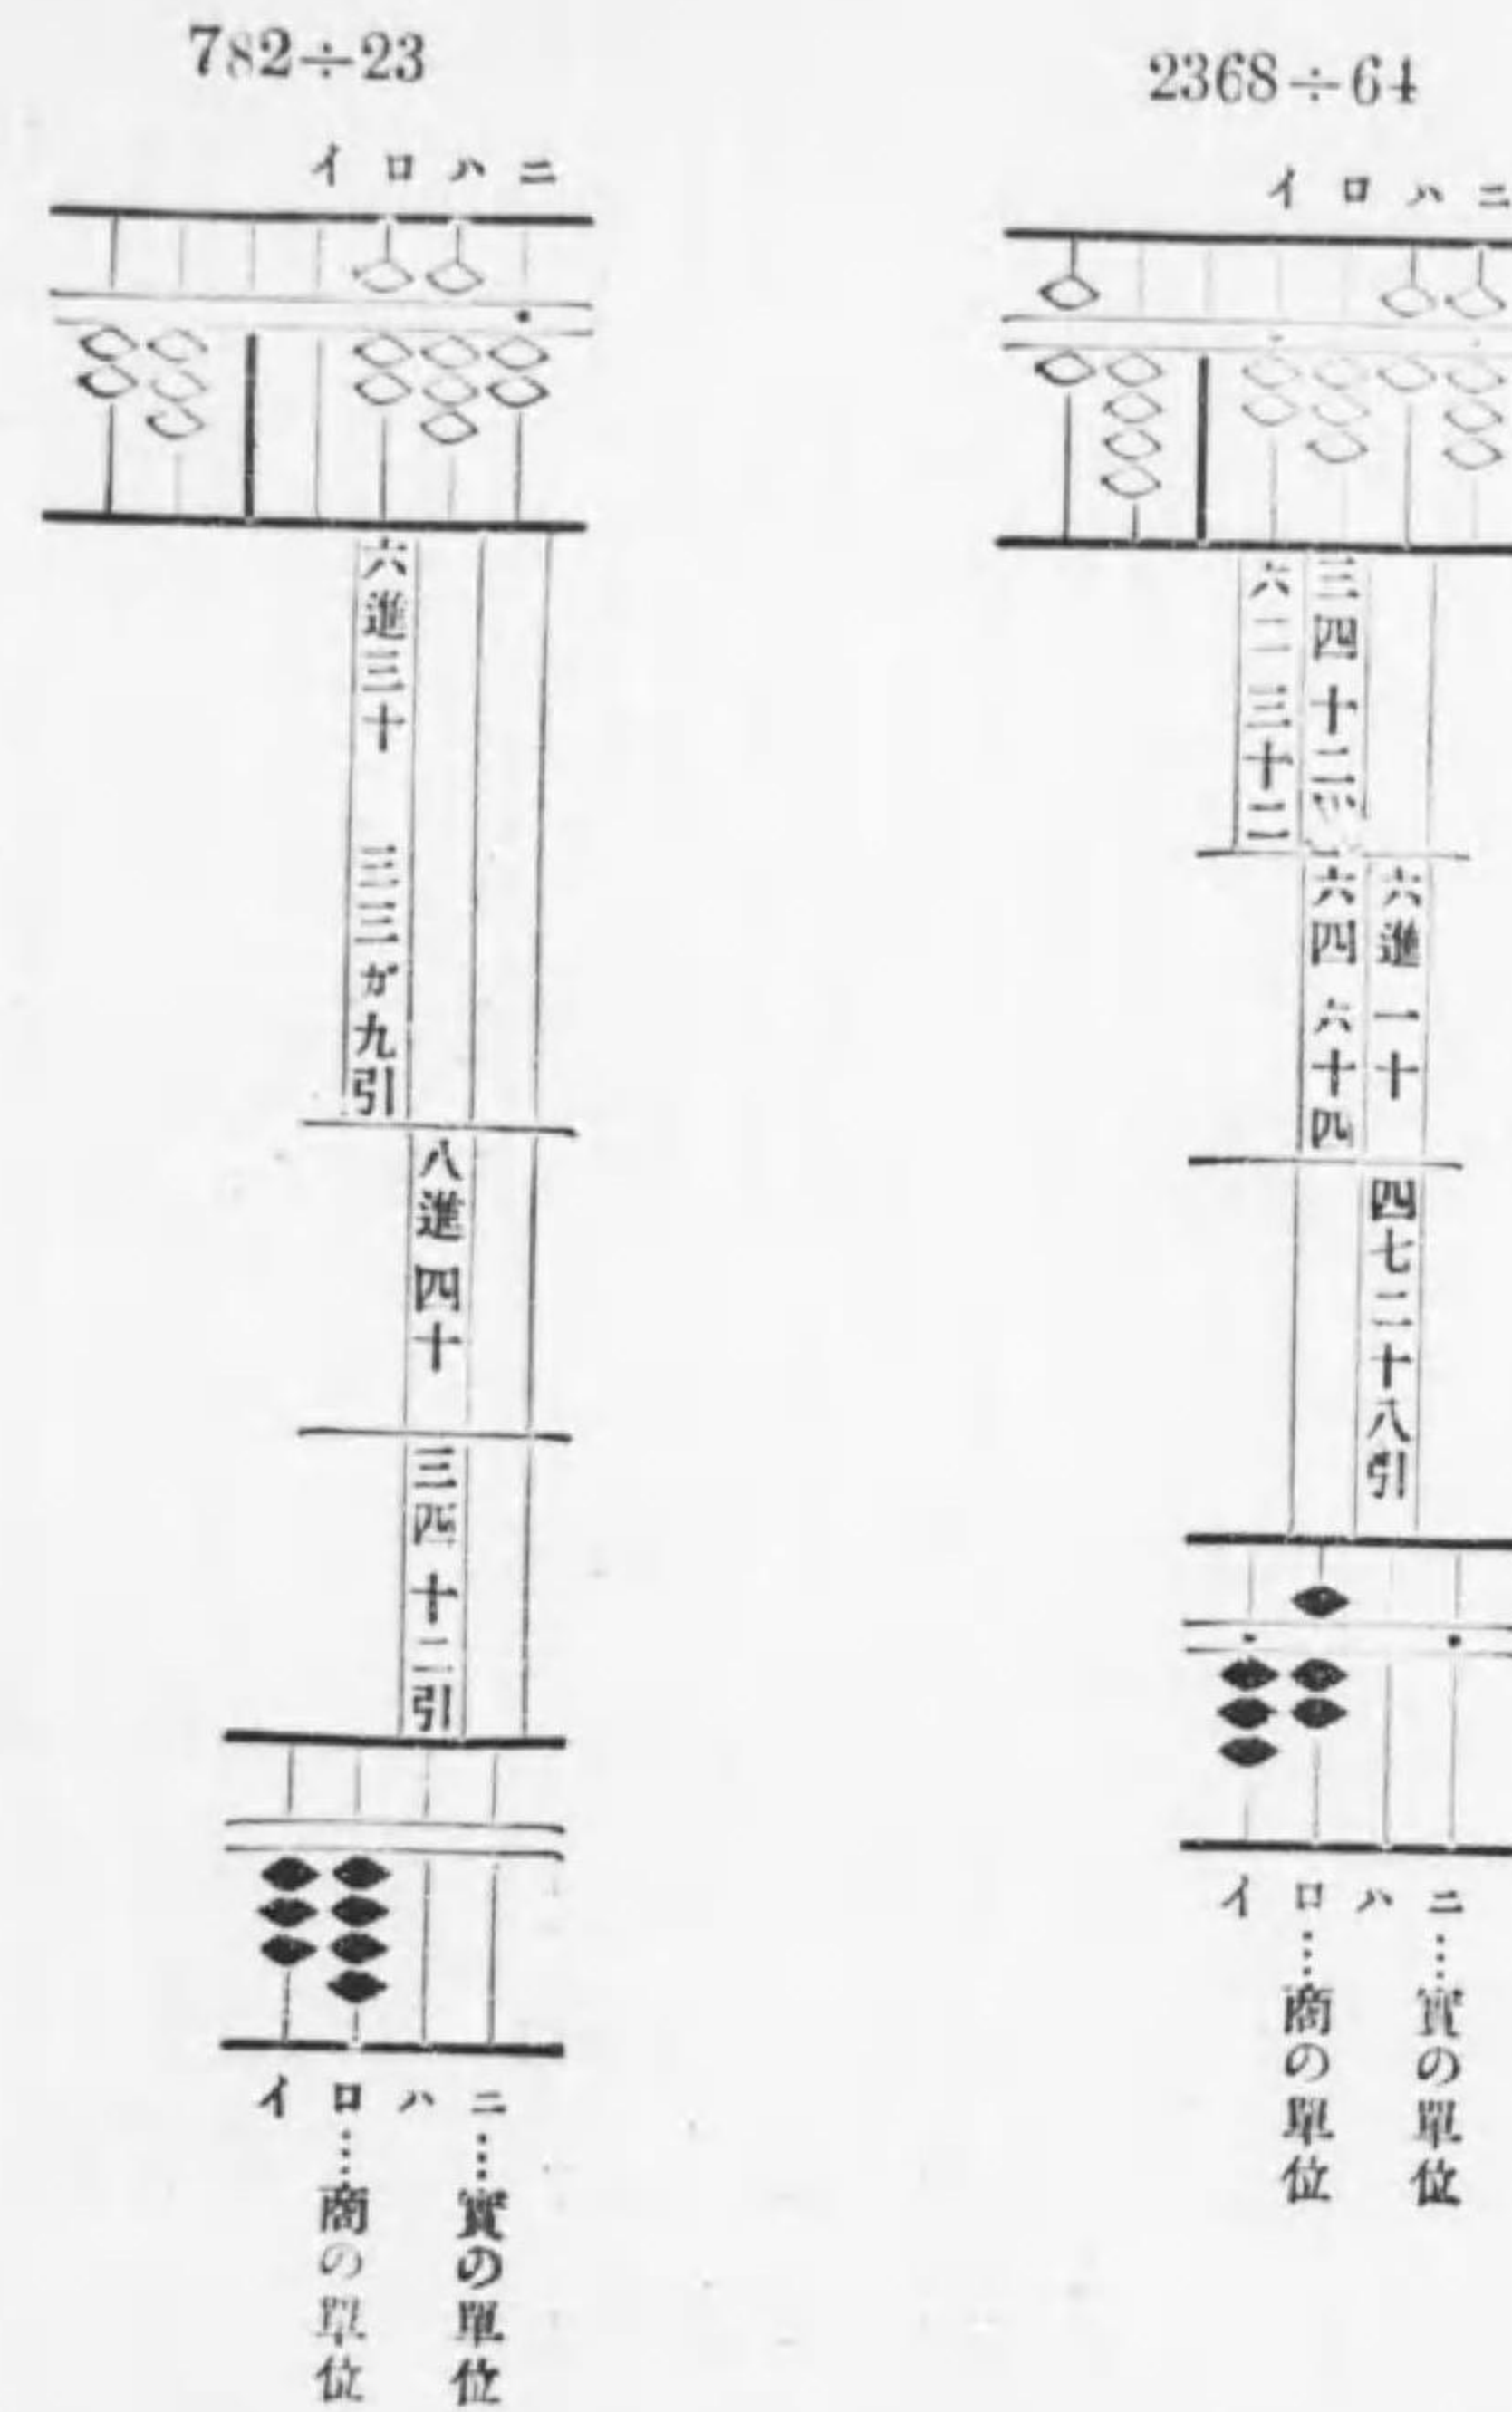 782÷23
イロハニ
六進三十 三三ガ九引
八進四十
三四十二引
イロハニ
ニ……實の單位
ロ……商の單位
2368÷64
イロハニ
六二三十二
三四十二
六進一十
六四六十四
四七二十八引
イロハニ
ニ……實の單位
ロ……商の單位